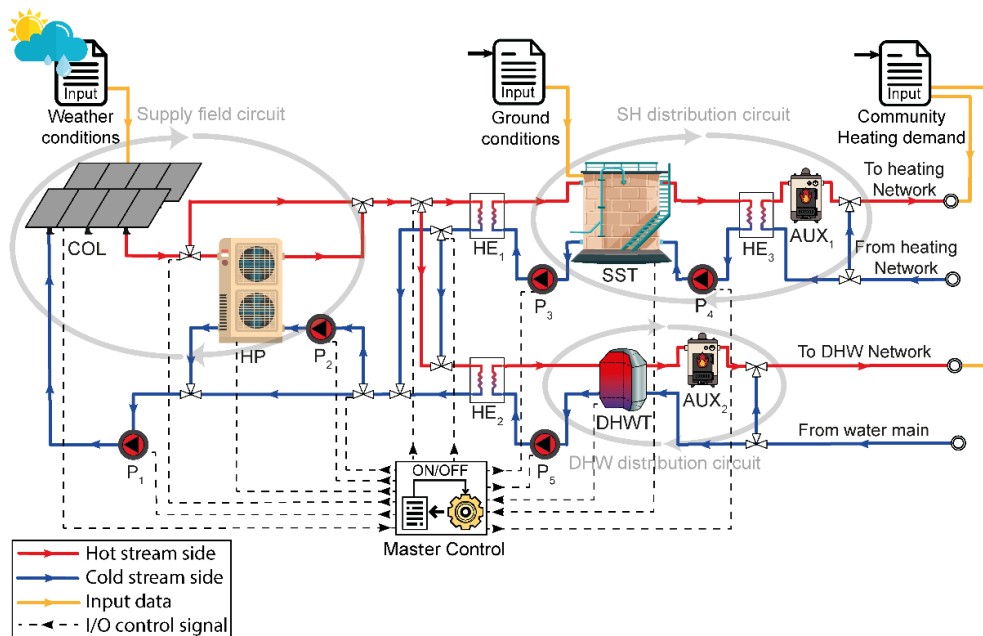 Input
Weather
conditions
Supply field circuit
Input
Ground
conditions
SH distribution circuit
Input
Community
Heating demand
To heating
Network
COL
HE1
SST
HE3
AUX1
From heating
Network
P3
P4
HP
P2
To DHW Network
HE2
DHWT
AUX2
From water main
P1
P5
DHW distribution circuit
ON/OFF
Master Control
Hot stream side
Cold stream side
Input data
I/O control signal